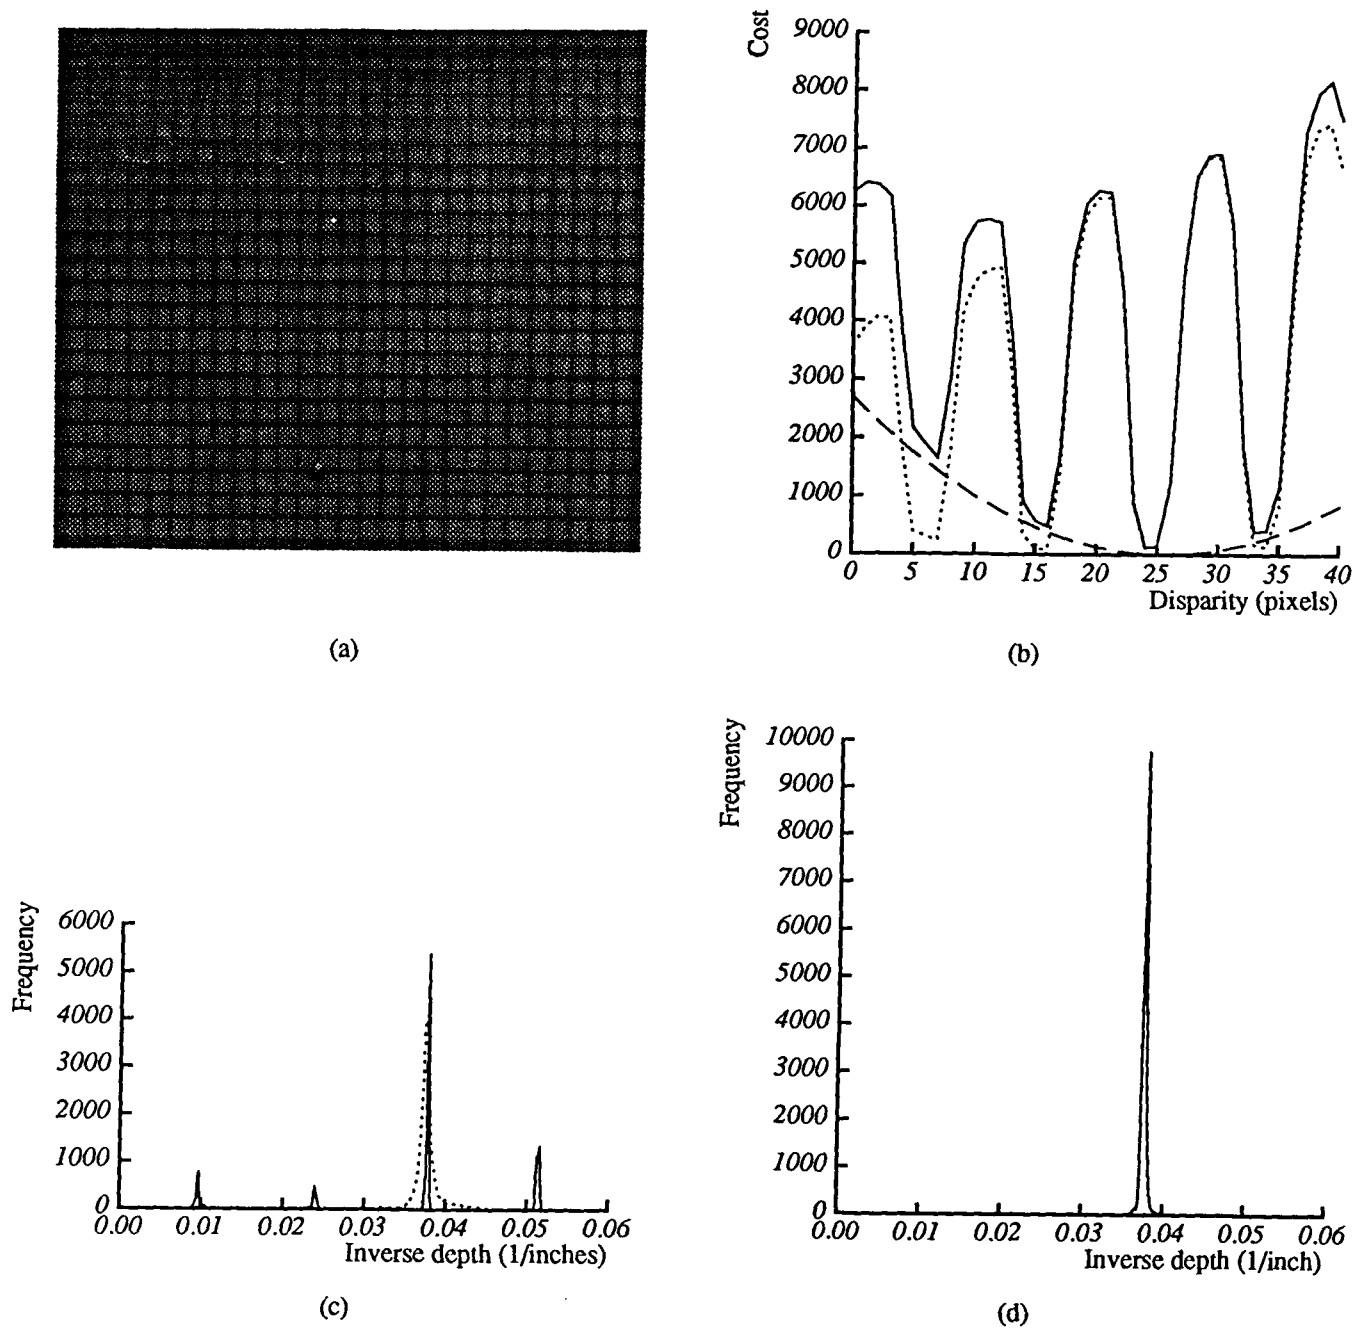 Cost
9000
8000
7000
6000
5000
4000
3000
2000
1000
0
0 5 10 15 20 25 30 35 40
Disparity (pixels)
(a)
(b)
Frequency
6000
5000
4000
3000
2000
1000
0
0.00 0.01 0.02 0.03 0.04 0.05 0.06
Inverse depth (1/inches)
(c)
Frequency
10000
9000
8000
7000
6000
5000
4000
3000
2000
1000
0
0.00 0.01 0.02 0.03 0.04 0.05 0.06
Inverse depth (1/inch)
(d)